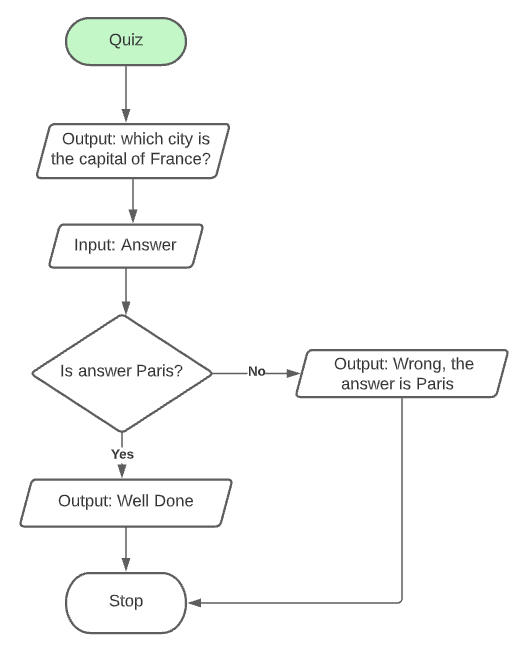 Quiz
Output: which city is
the capital of France?
Input: Answer
Is answer Paris?
No
Output: Wrong, the
answer is Paris
Yes
Output: Well Done
Stop